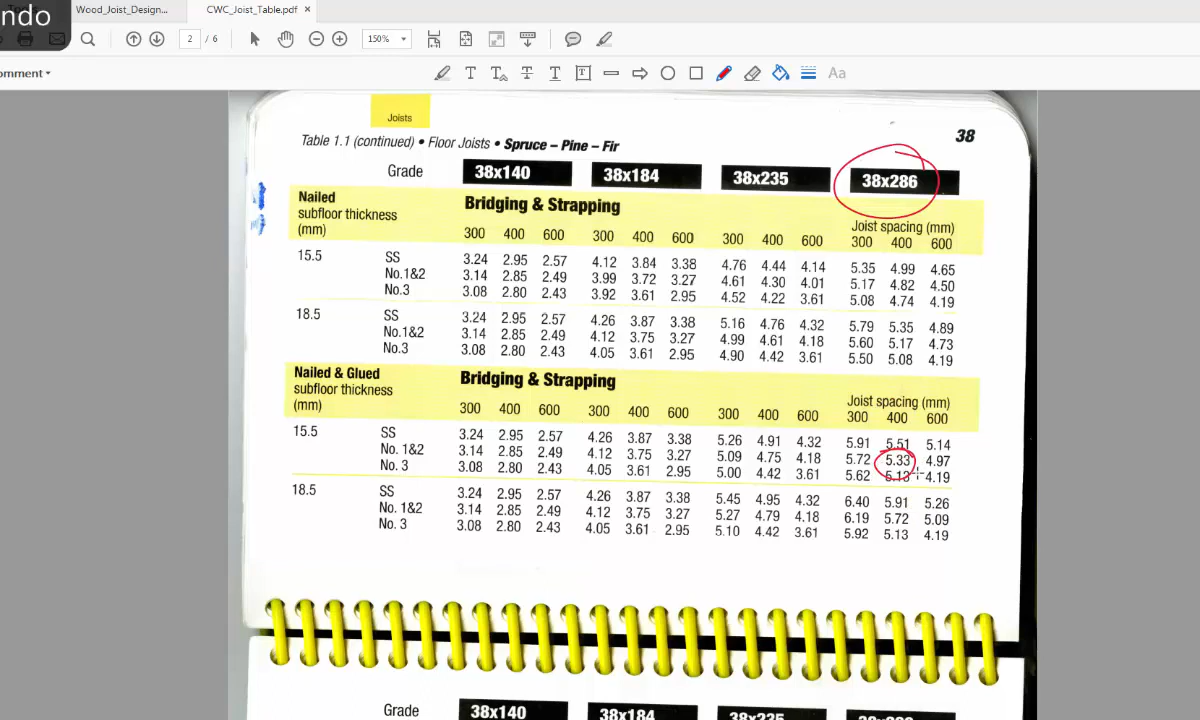 ndo
Wood_Joist_Design...
CWC_Joist_Table.pdf ×
2 / 6
150%
omment
T T T T T Aa
Joists
Table 1.1 (continued) • Floor Joists • Spruce – Pine – Fir 38
Grade 38x140 38x184 38x235 38x286
Nailed subfloor thickness (mm)
Bridging & Strapping
Joist spacing (mm)
300 400 600 300 400 600 300 400 600 300 400 600
15.5 SS 3.24 2.95 2.57 4.12 3.84 3.38 4.76 4.44 4.14 5.35 4.99 4.65
No.1&2 3.14 2.85 2.49 3.99 3.72 3.27 4.61 4.30 4.01 5.17 4.82 4.50
No.3 3.08 2.80 2.43 3.92 3.61 2.95 4.52 4.22 3.61 5.08 4.74 4.19
18.5 SS 3.24 2.95 2.57 4.26 3.87 3.38 5.16 4.76 4.32 5.79 5.35 4.89
No.1&2 3.14 2.85 2.49 4.12 3.75 3.27 4.99 4.61 4.18 5.60 5.17 4.73
No.3 3.08 2.80 2.43 4.05 3.61 2.95 4.90 4.42 3.61 5.50 5.08 4.19
Nailed & Glued subfloor thickness (mm)
Bridging & Strapping
Joist spacing (mm)
300 400 600 300 400 600 300 400 600 300 400 600
15.5 SS 3.24 2.95 2.57 4.26 3.87 3.38 5.26 4.91 4.32 5.91 5.51 5.14
No. 1&2 3.14 2.85 2.49 4.12 3.75 3.27 5.09 4.75 4.18 5.72 5.33 4.97
No. 3 3.08 2.80 2.43 4.05 3.61 2.95 5.00 4.42 3.61 5.62 5.13 4.19
18.5 SS 3.24 2.95 2.57 4.26 3.87 3.38 5.45 4.95 4.32 6.40 5.91 5.26
No. 1&2 3.14 2.85 2.49 4.12 3.75 3.27 5.27 4.79 4.18 6.19 5.72 5.09
No. 3 3.08 2.80 2.43 4.05 3.61 2.95 5.10 4.42 3.61 5.92 5.13 4.19
Grade 38x140 38x184 38x235